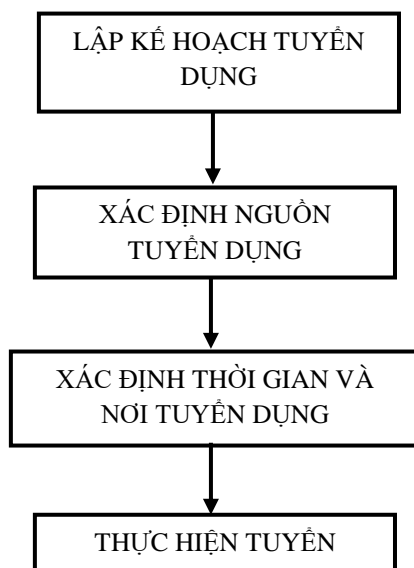 LẬP KẾ HOẠCH TUYỂN
DỤNG
XÁC ĐỊNH NGUỒN
TUYỂN DỤNG
XÁC ĐỊNH THỜI GIAN VÀ
NƠI TUYỂN DỤNG
THỰC HIỆN TUYỂN